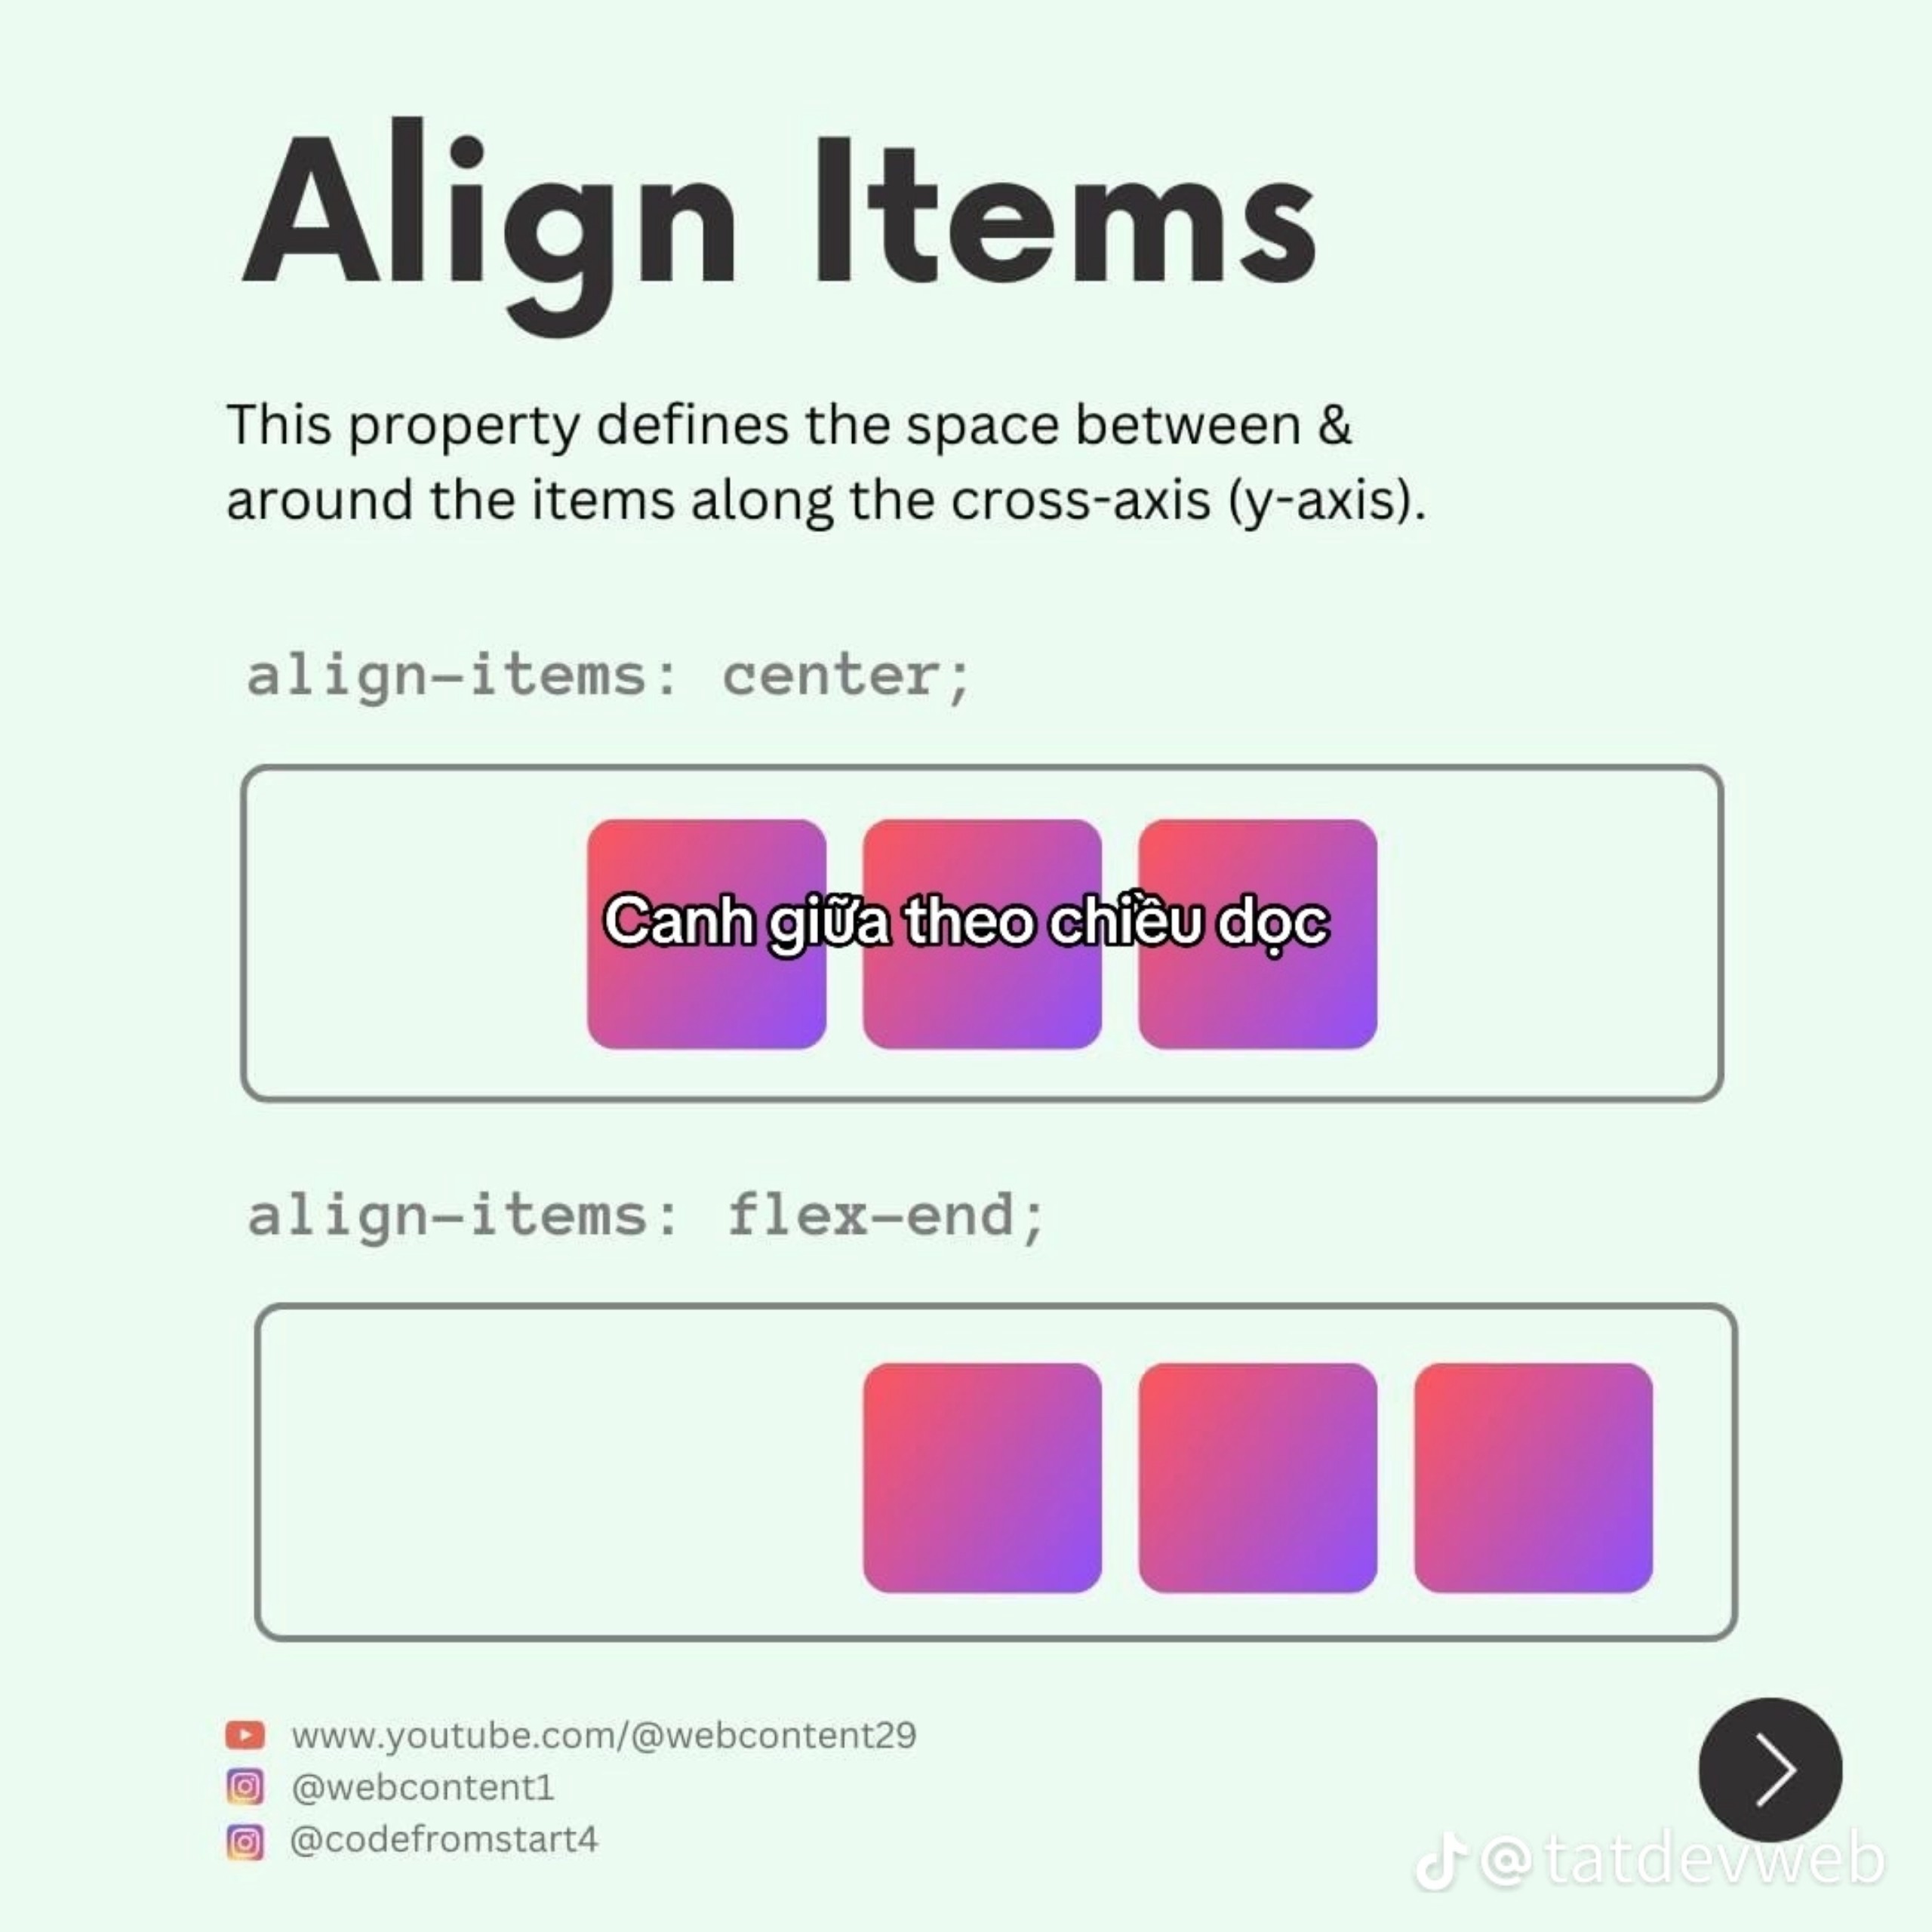 Align Items
This property defines the space between &
around the items along the cross-axis (y-axis).
align-items: center;
Canh giữa theo chiều dọc
align-items: flex-end;
www.youtube.com/@webcontent29
@webcontent1
@codefromstart4
@tatdevweb